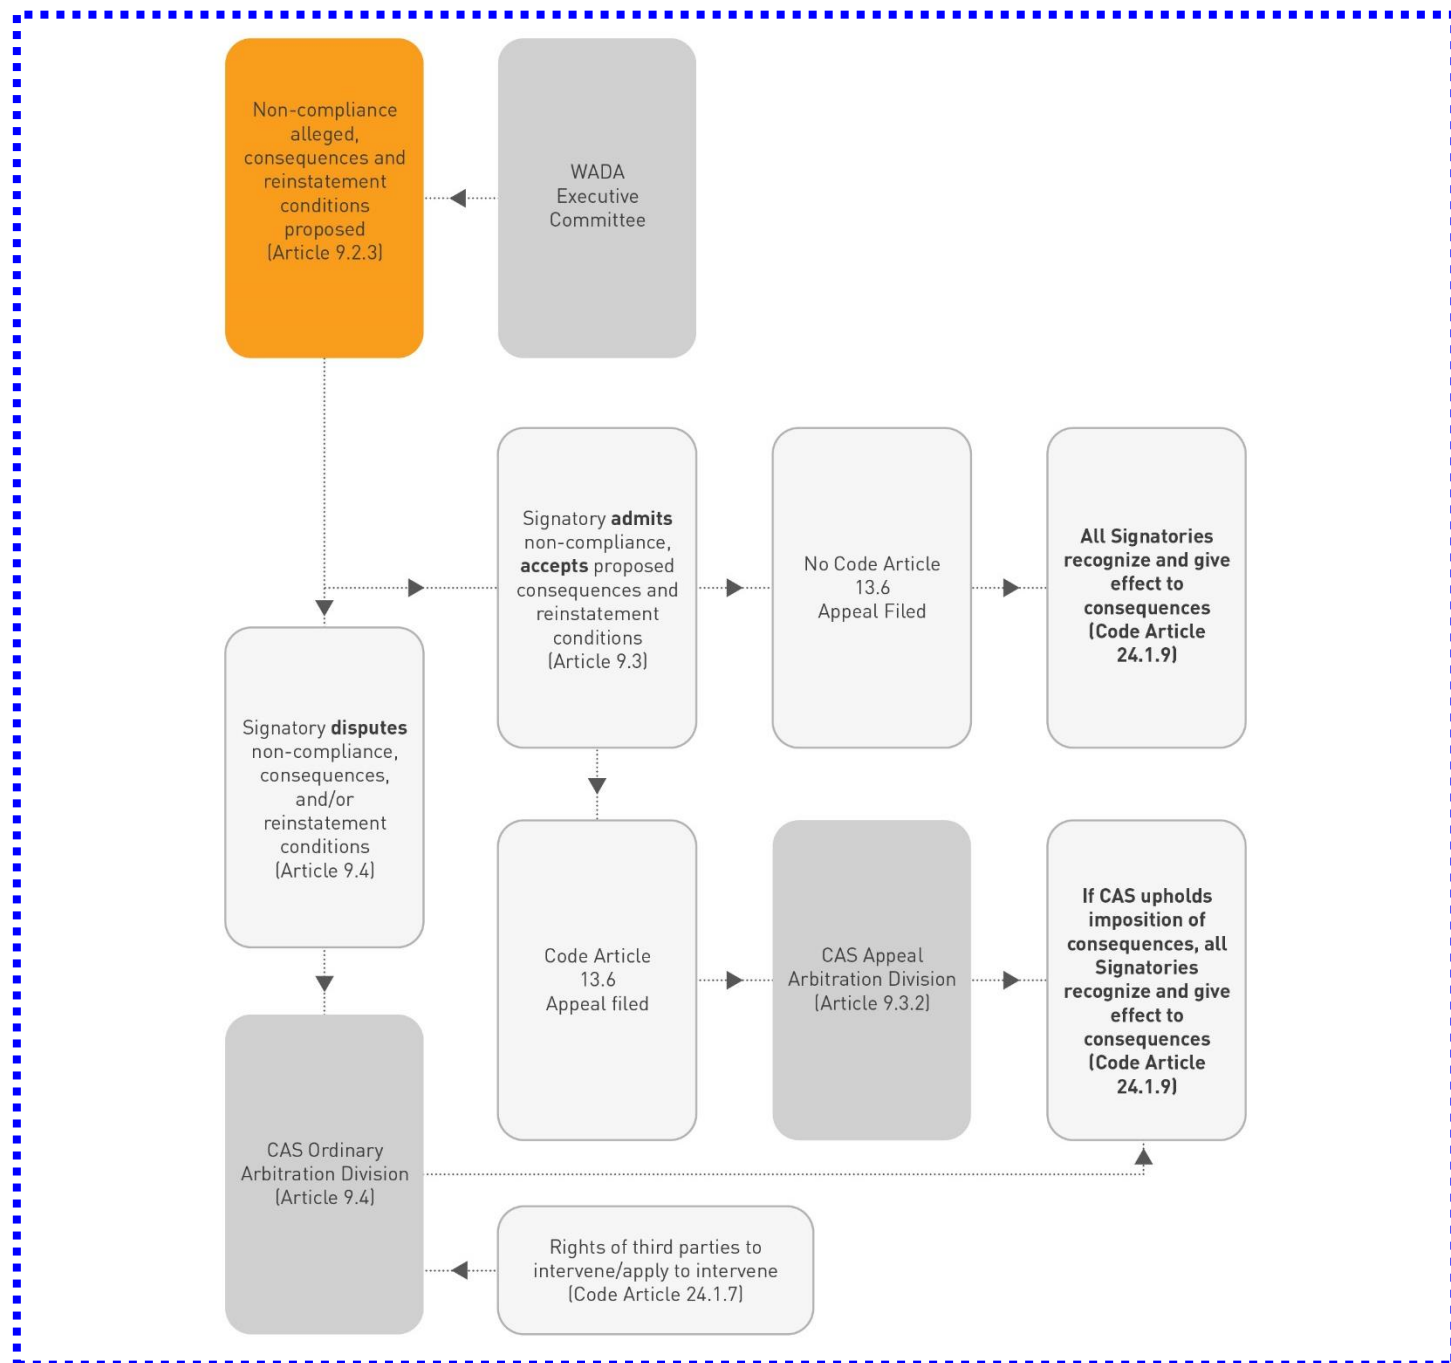 Non-compliance
alleged,
consequences and
reinstatement
conditions
proposed
(Article 9.2.3)
WADA
Executive
Committee
Signatory admits
non-compliance,
accepts proposed
consequences and
reinstatement
conditions
(Article 9.3)
No Code Article
13.6
Appeal Filed
All Signatories
recognize and give
effect to
consequences
(Code Article
24.1.9)
Signatory disputes
non-compliance,
consequences,
and/or
reinstatement
conditions
(Article 9.4)
Code Article
13.6
Appeal filed
CAS Appeal
Arbitration Division
(Article 9.3.2)
If CAS upholds
imposition of
consequences, all
Signatories
recognize and give
effect to
consequences
(Code Article
24.1.9)
CAS Ordinary
Arbitration Division
(Article 9.4)
Rights of third parties to
intervene/apply to intervene
(Code Article 24.1.7)